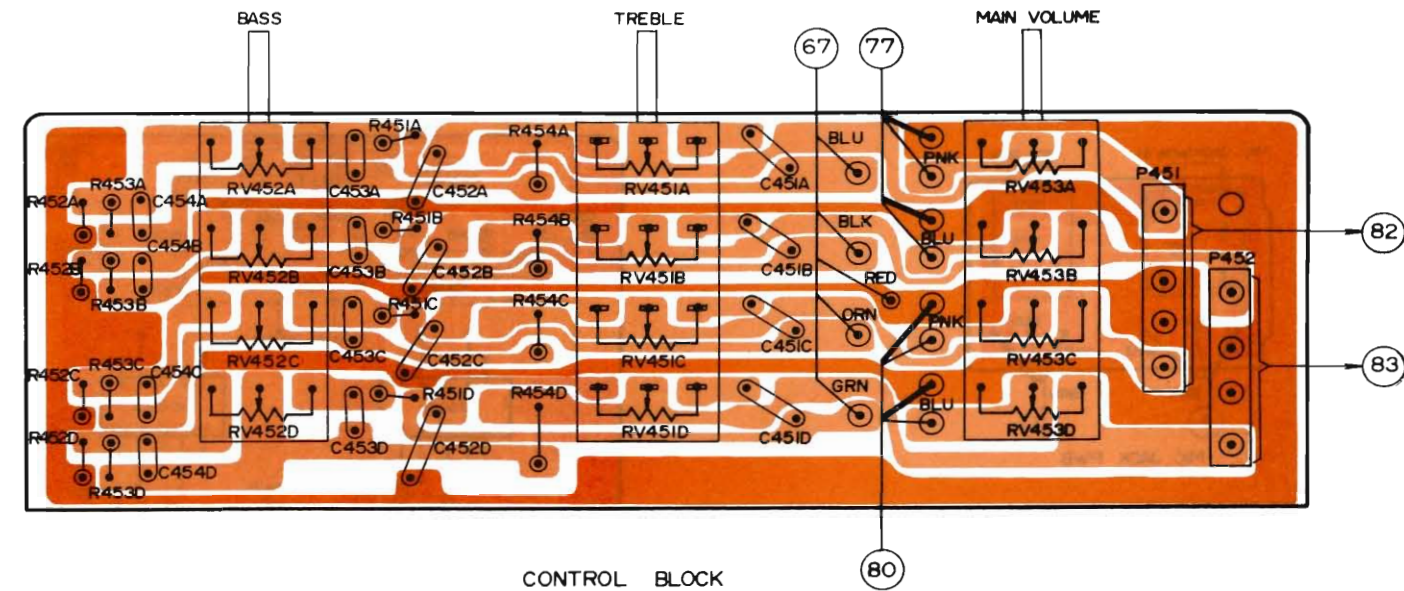 BASS
TREBLE
MAIN VOLUME
67
77
R451A
R454A
BLU
PNK
RV452A
C453A
C452A
RV451A
C451A
RV453A
P451
R453A
C454A
R452A
R451B
R454B
BLK
BLU
82
C454B
R452B
R453B
RV452B
C453B
C452B
RV451B
C451B
RED
RV453B
P452
R451C
R454C
ORN
PNK
RV452C
C453C
C452C
RV451C
C451C
RV453C
83
R453C
C454C
R452C
R451D
R454D
GRN
BLU
RV452D
C453D
C452D
RV451D
C451D
RV453D
R452D
C454D
R453D
80
CONTROL BLOCK